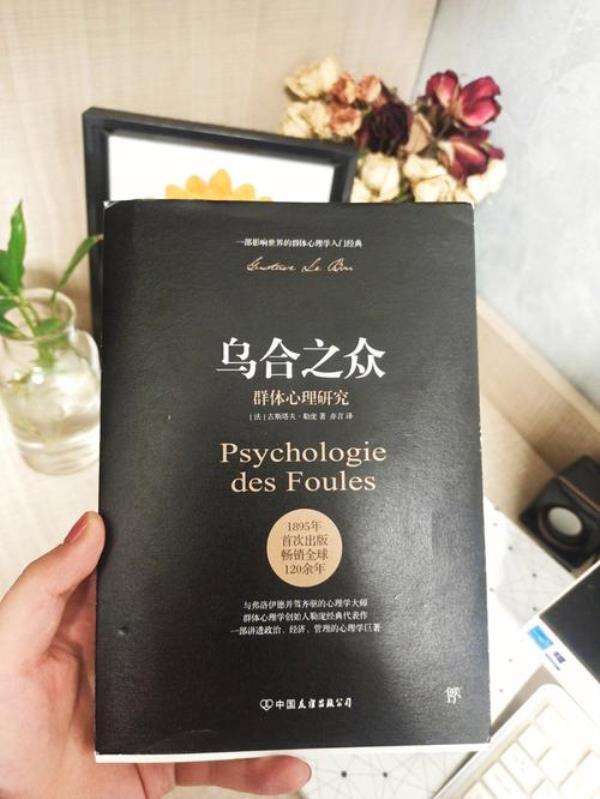 一部影响世界的群体心理学入门经典
Gustave Le Bon
乌合之众
群体心理研究
[法]古斯塔夫·勒庞 著 亦言 译
Psychologie
des Foules
1895年
首次出版
畅销全球
120余年
与弗洛伊德并驾齐驱的心理学大师
群体心理学创始人勒庞经典代表作
一部讲透政治、经济、管理的心理学巨著
中国友谊出版公司